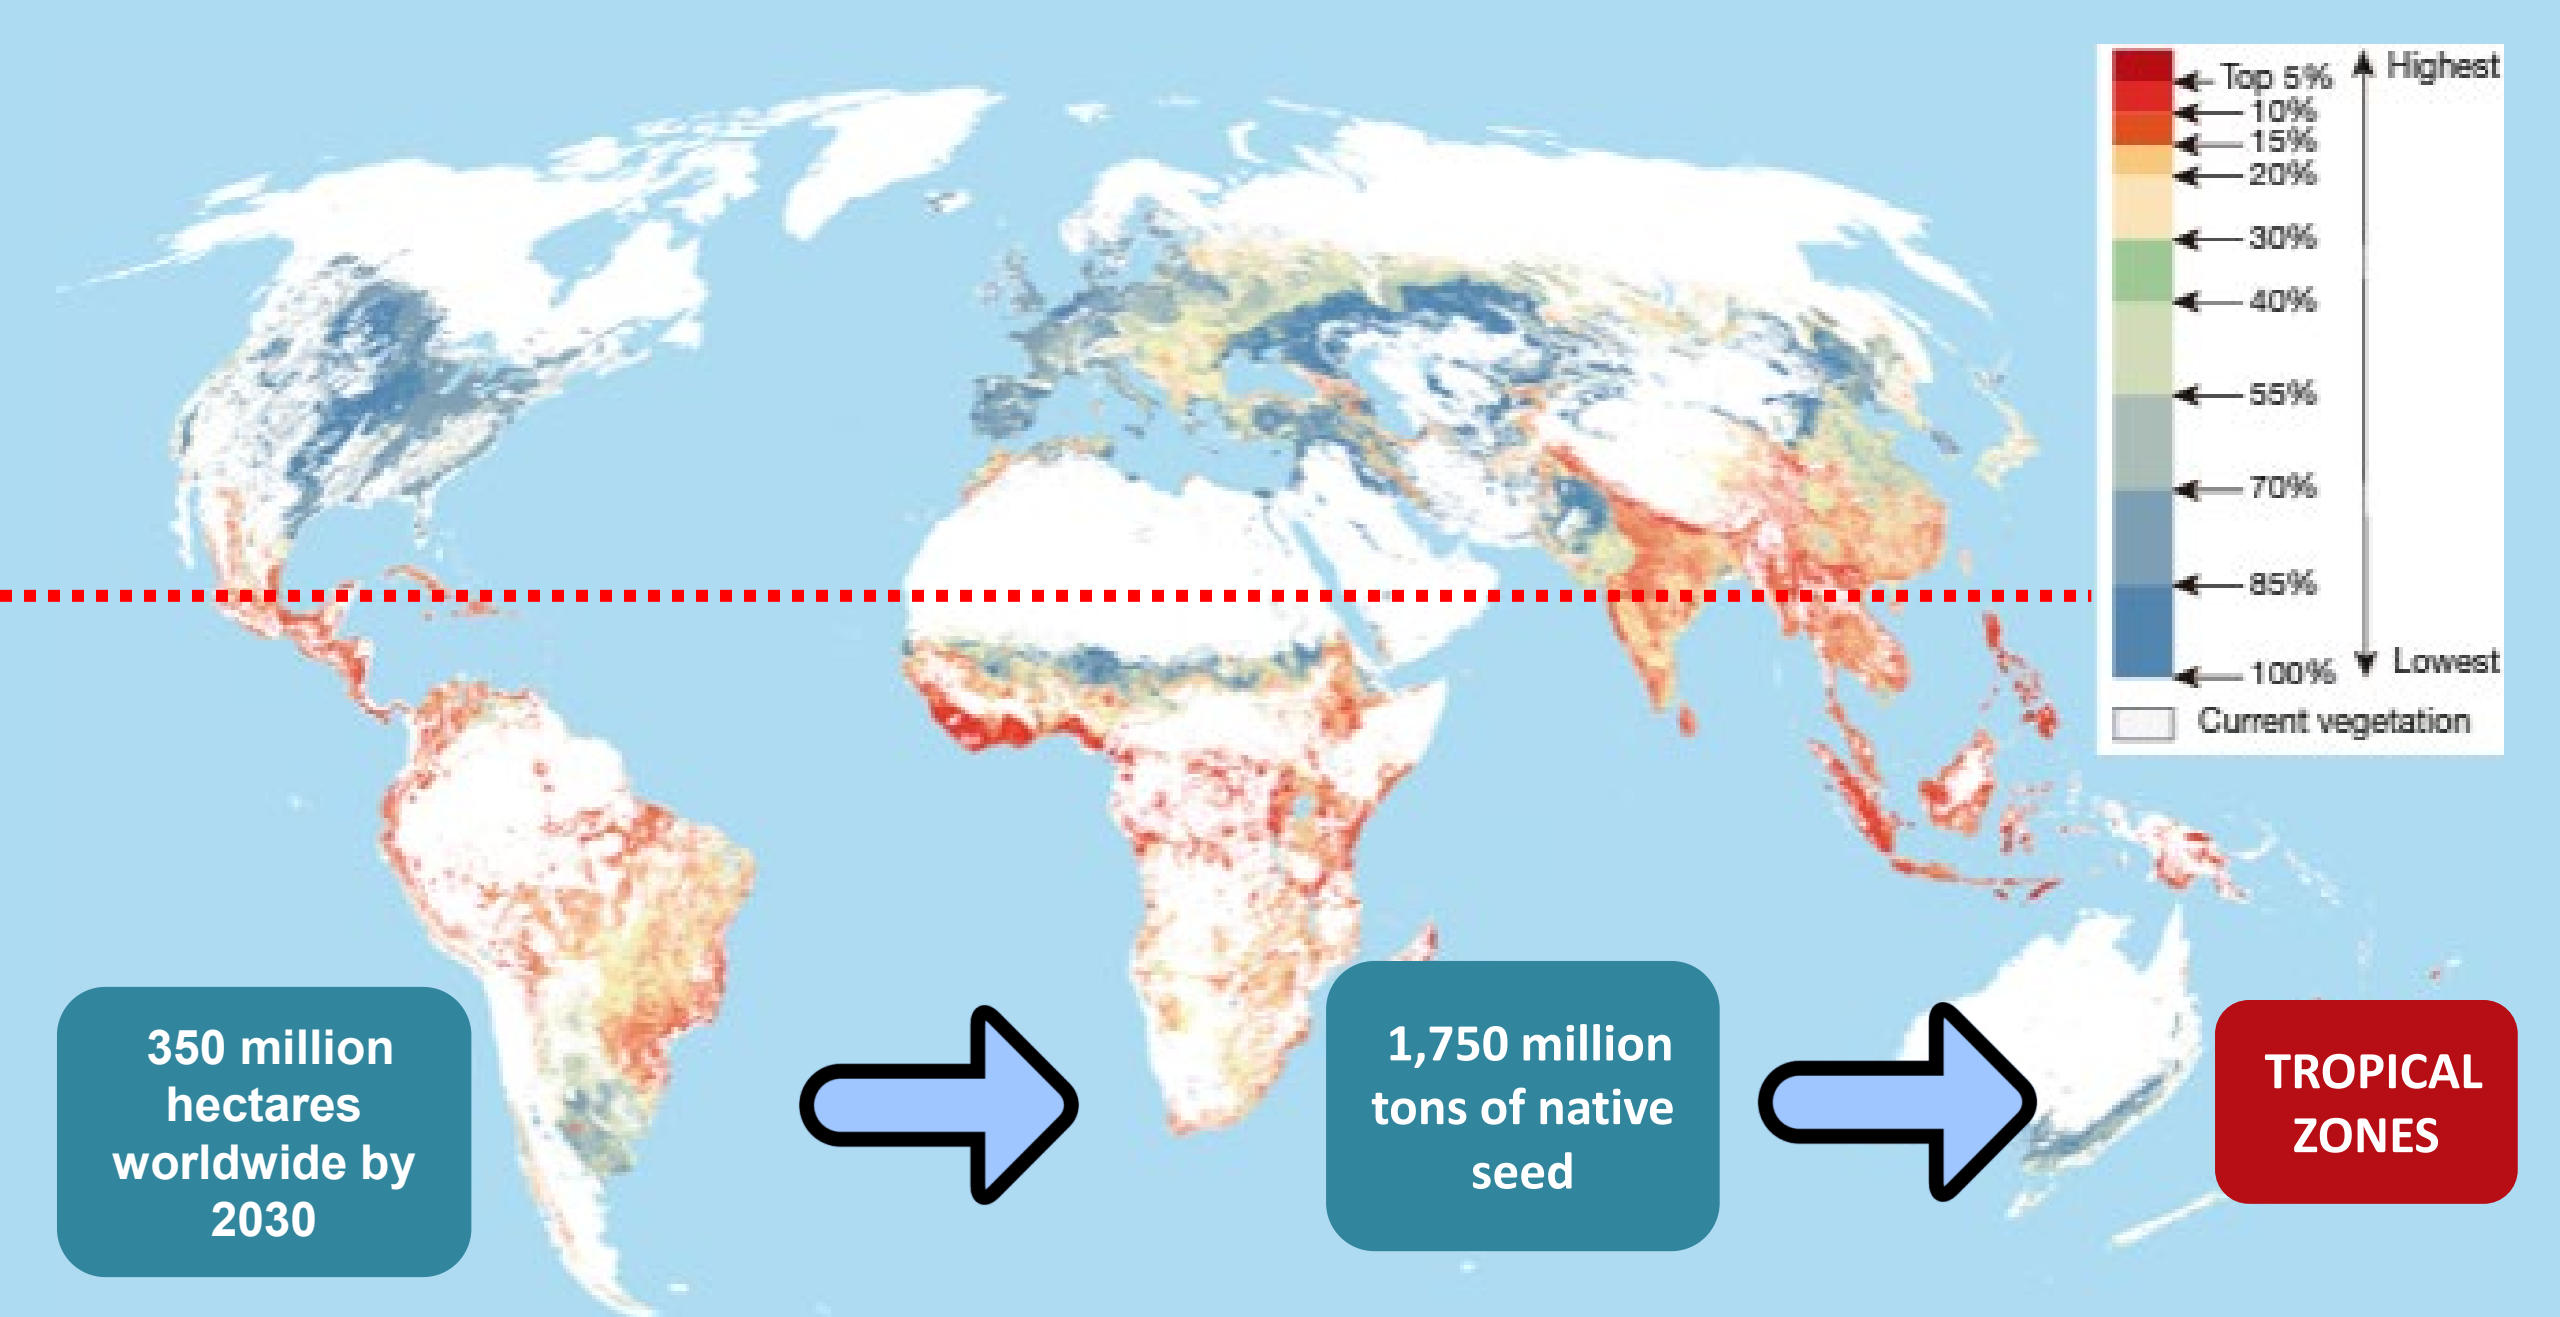 Top 5%
Highest
10%
15%
20%
30%
40%
55%
70%
85%
100%
Lowest
Current vegetation
350 million
hectares
worldwide by
2030
1,750 million
tons of native
seed
TROPICAL
ZONES